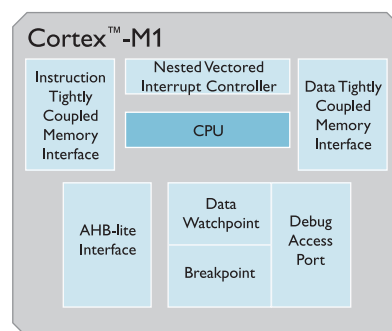 Cortex™-M1
Instruction
Tightly
Coupled
Memory
Interface
Nested Vectored
Interrupt Controller
CPU
Data Tightly
Coupled
Memory
Interface
AHB-lite
Interface
Data
Watchpoint
Breakpoint
Debug
Access
Port